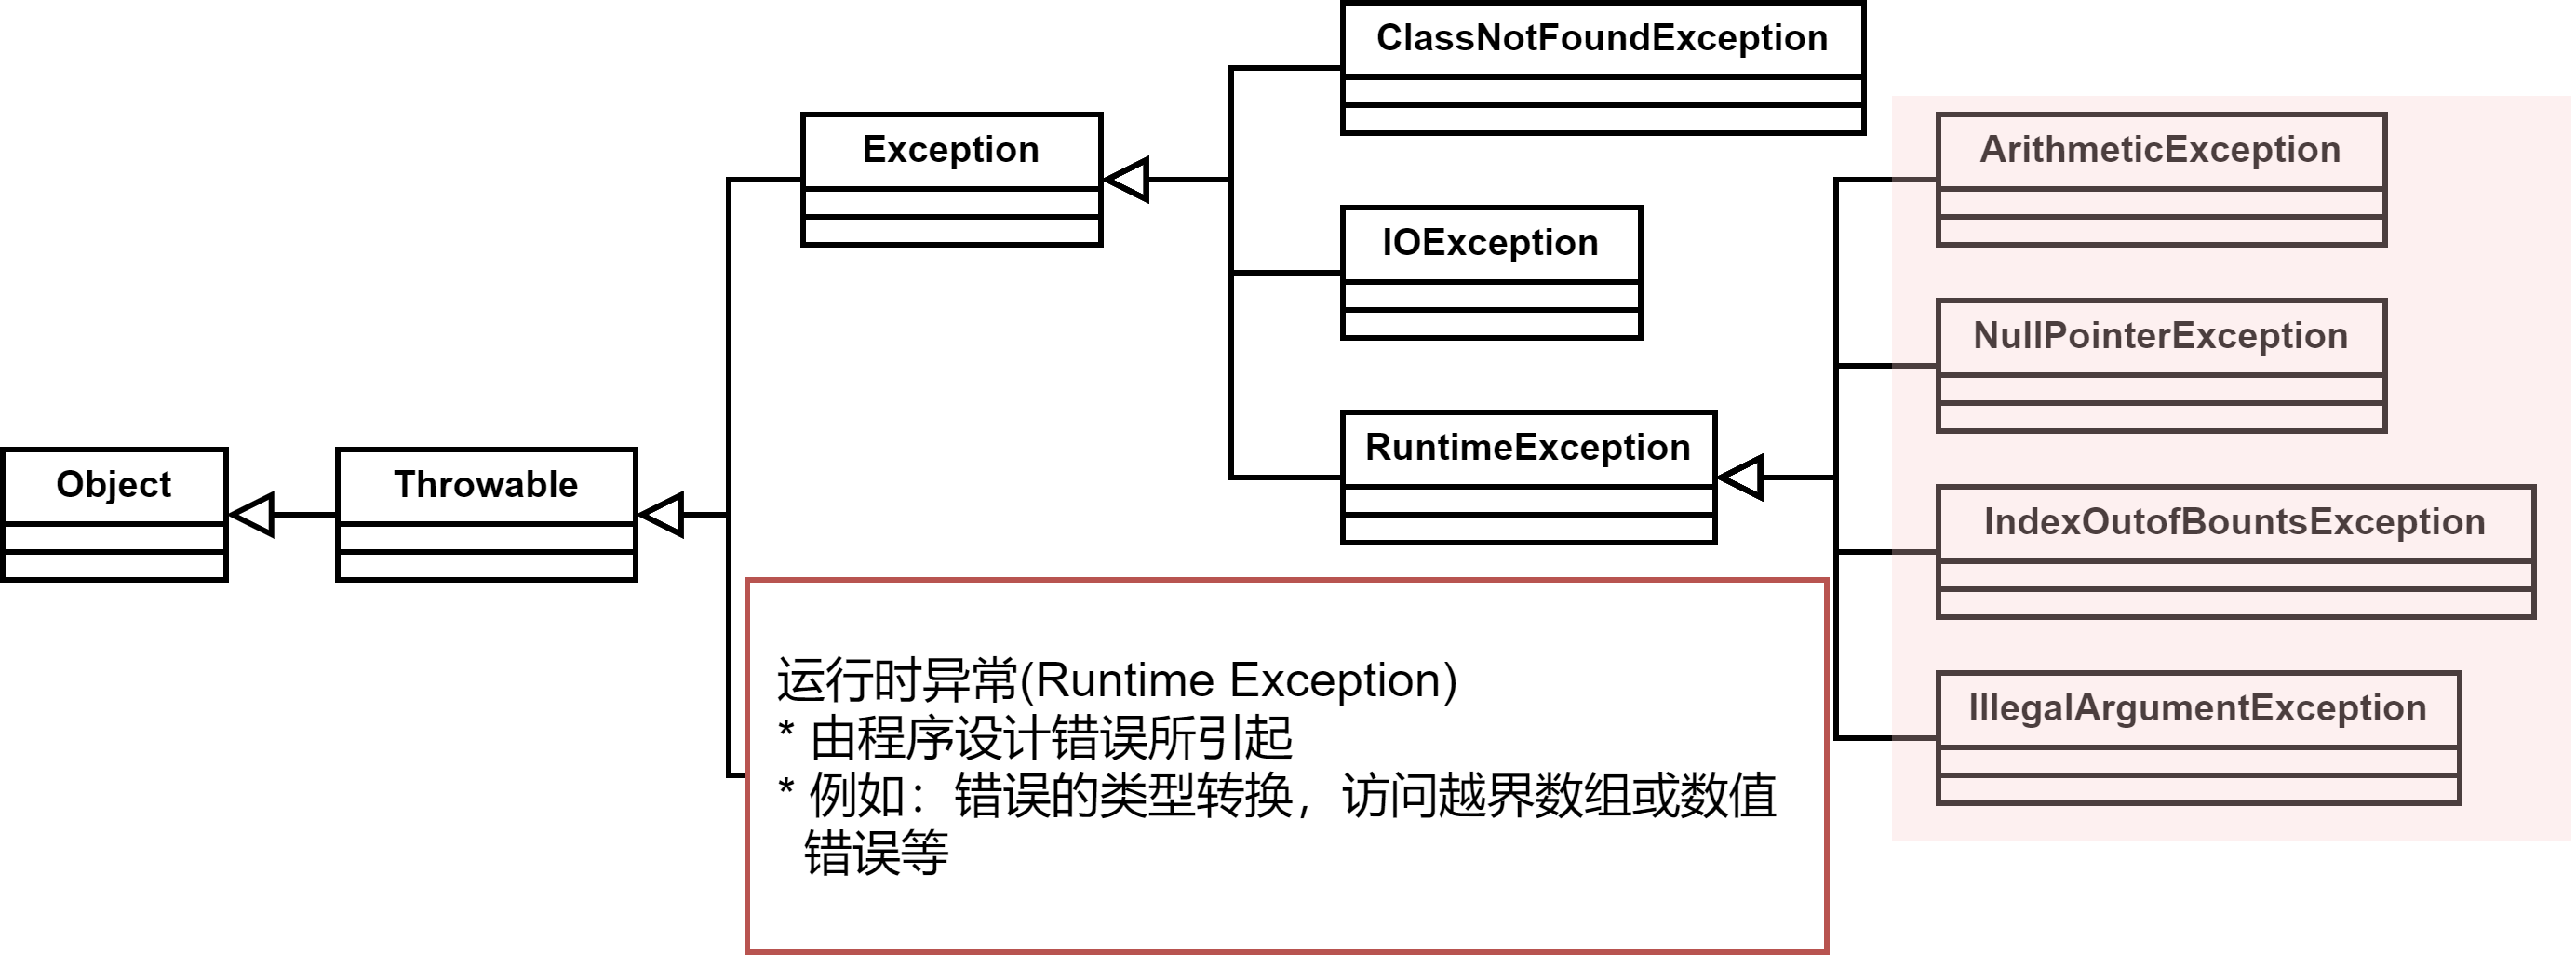 ClassNotFoundException
Exception
ArithmeticException
IOException
NullPointerException
RuntimeException
Object
Throwable
IndexOutofBountsException
IllegalArgumentException
运行时异常(Runtime Exception)
* 由程序设计错误所引起
* 例如：错误的类型转换，访问越界数组或数值
错误等